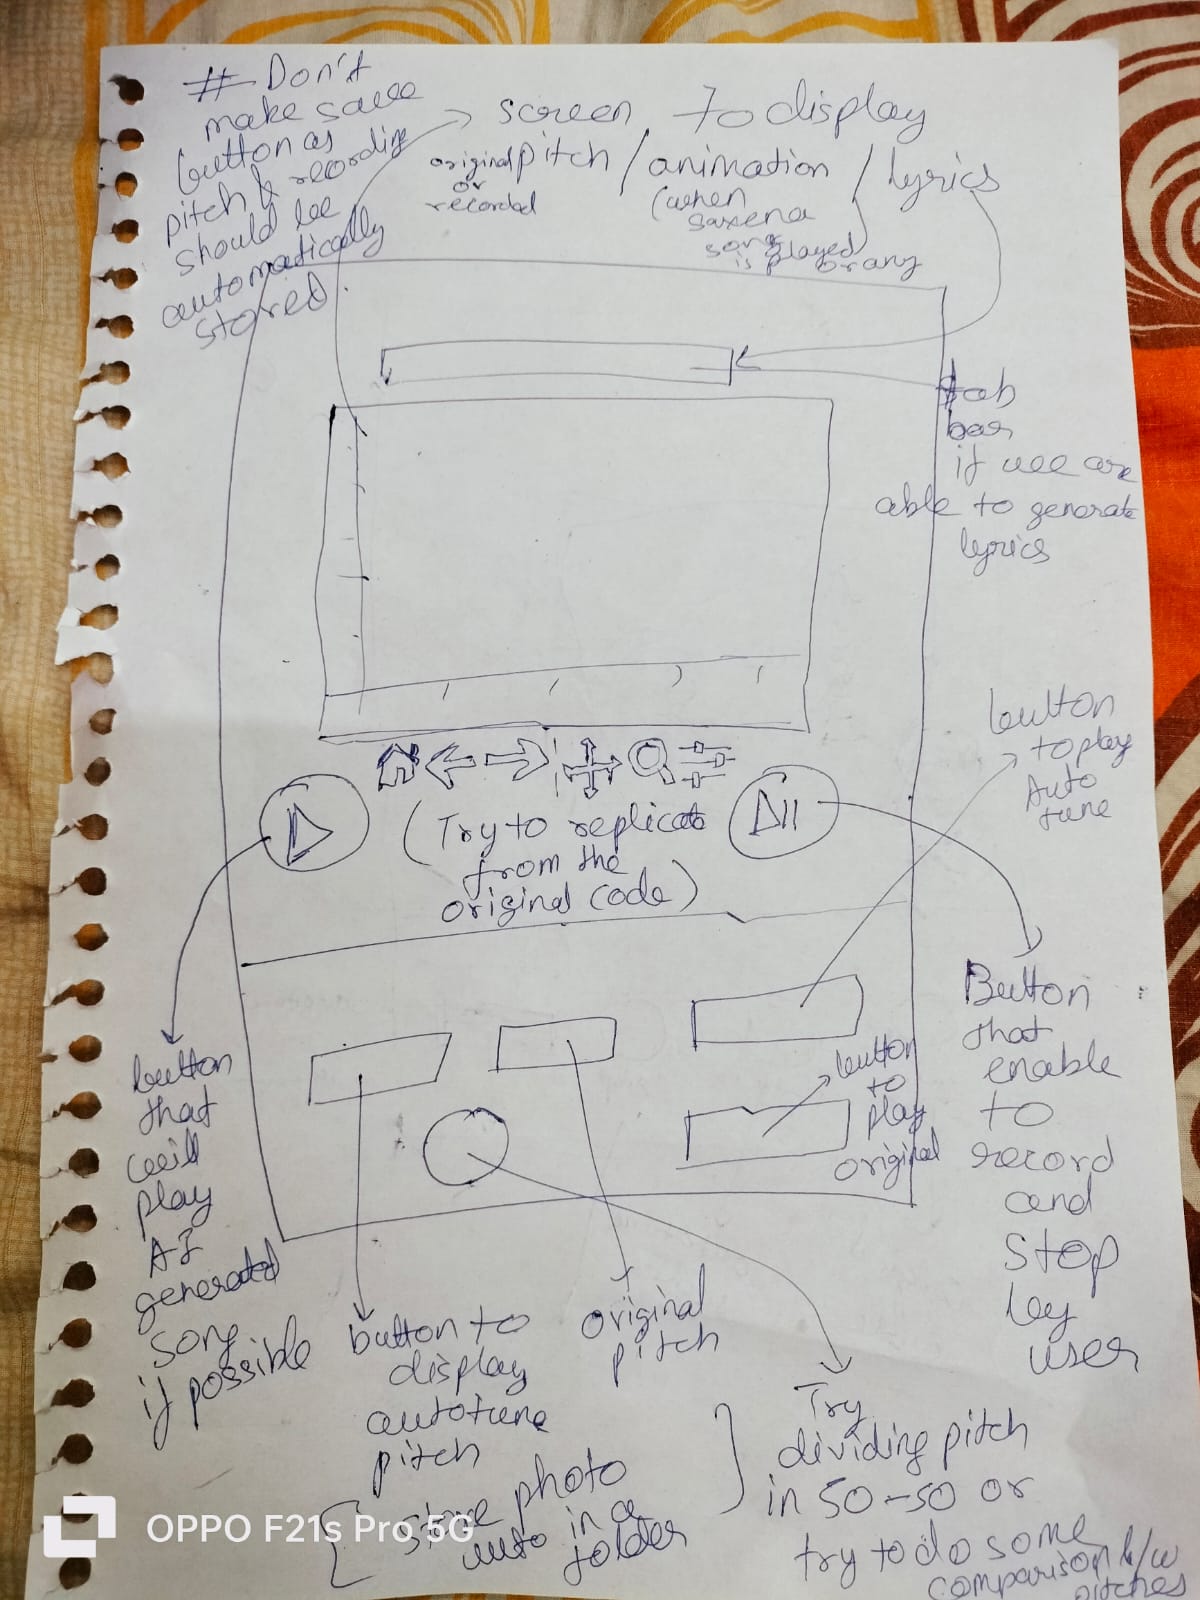 # Don't
make save
button as
pitch & recording
should be
automatically
stored
screen to display
original pitch / animation / lyrics
or
recorded
(when
saxena
song
is played
or any
tab
bar
if we are
able to generate
lyrics
button
to play
Auto
tune
(Try to replicate
from the
original code)
button
that
will
play
AI
generated
song
if possible
button to
display
autotune
pitch
original
pitch
button
to
play
original
Button
that
enable
to
record
and
stop
by
user
Try
dividing pitch
in 50-50 or
try to do some
comparison b/w
pitches
[ store photo
auto in a
folder ]
OPPO F21s Pro 5G